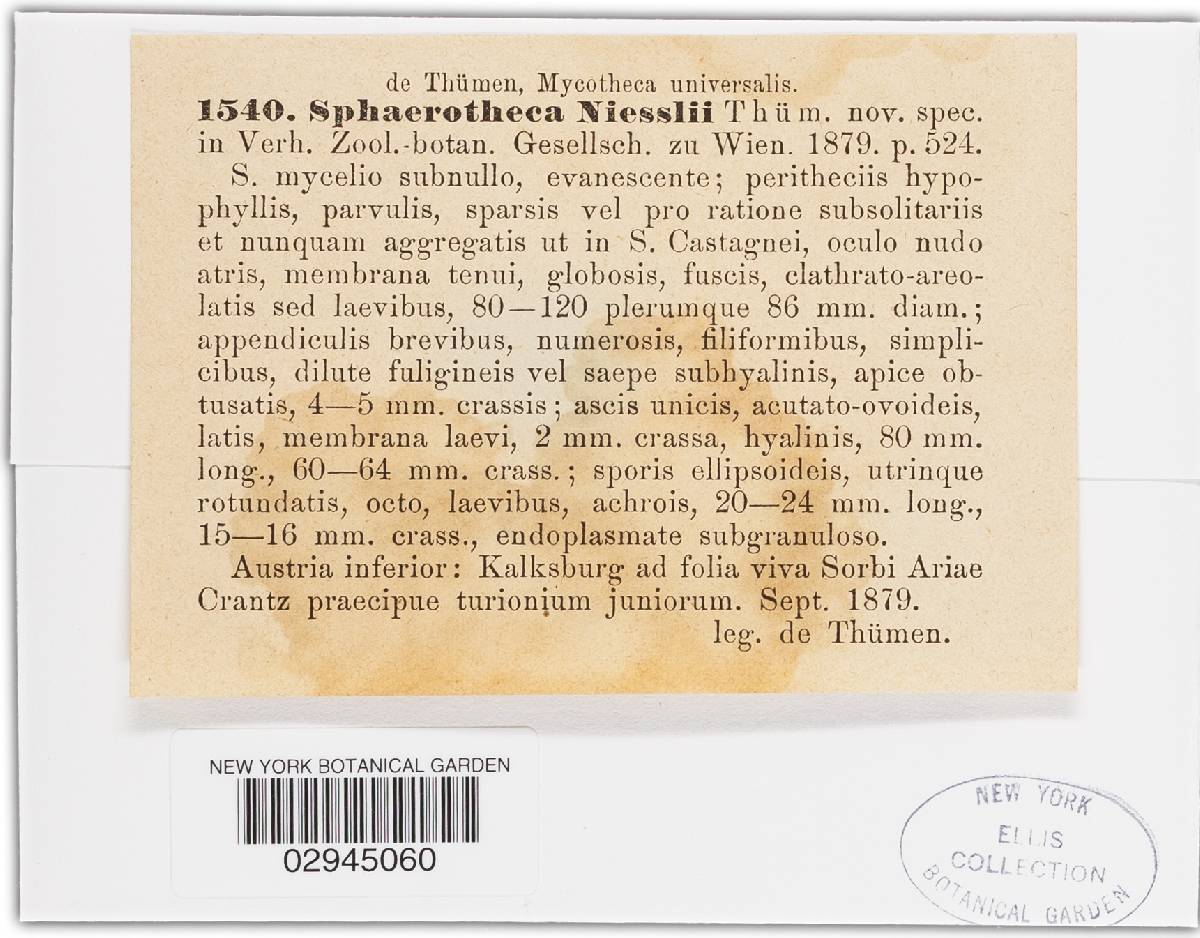 de Thümen, Mycotheca universalis.
1540. Sphaerotheca Niesslii Thüm. nov. spec.
in Verh. Zool.-botan. Gesellsch. zu Wien. 1879. p. 524.
S. mycelio subnullo, evanescente; peritheciis hypo-
phyllis, parvulis, sparsis vel pro ratione subsolitariis
et nunquam aggregatis ut in S. Castagnei, oculo nudo
atris, membrana tenui, globosis, fuscis, clathrato-areo-
latis sed laevibus, 80—120 plerumque 86 mm. diam.;
appendiculis brevibus, numerosis, filiformibus, simpli-
cibus, dilute fuligineis vel saepe subhyalinis, apice ob-
tusatis, 4—5 mm. crassis; ascis unicis, acutato-ovoideis,
latis, membrana laevi, 2 mm. crassa, hyalinis, 80 mm.
long., 60—64 mm. crass.; sporis ellipsoideis, utrinque
rotundatis, octo, laevibus, achrois, 20—24 mm. long.,
15—16 mm. crass., endoplasmate subgranuloso.
Austria inferior: Kalksburg ad folia viva Sorbi Ariae
Crantz praecipue turionium juniorum. Sept. 1879.
leg. de Thümen.
NEW YORK BOTANICAL GARDEN
02945060
NEW YORK
ELLIS
COLLECTION
BOTANICAL GARDEN